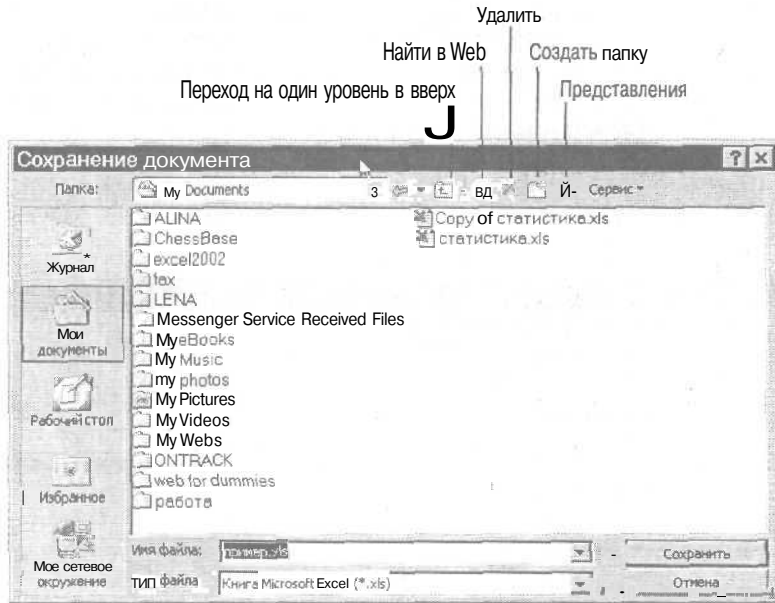 Удалить
Найти в Web
Создать папку
Переход на один уровень в вверх
Представления
Сохранение документа
Папка:
My Documents
Сервис
ALINA
ChessBase
excel2002
fax
LENA
Messenger Service Received Files
MyeBooks
My Music
my photos
My Pictures
My Videos
My Webs
ONTRACK
web for dummies
работа
Copy of статистика.xls
статистика.xls
Журнал
Мои документы
Рабочий стол
Избранное
Мое сетевое окружение
Имя файла:
пример.xls
Сохранить
тип файла
Книга Microsoft Excel (*.xls)
Отмена